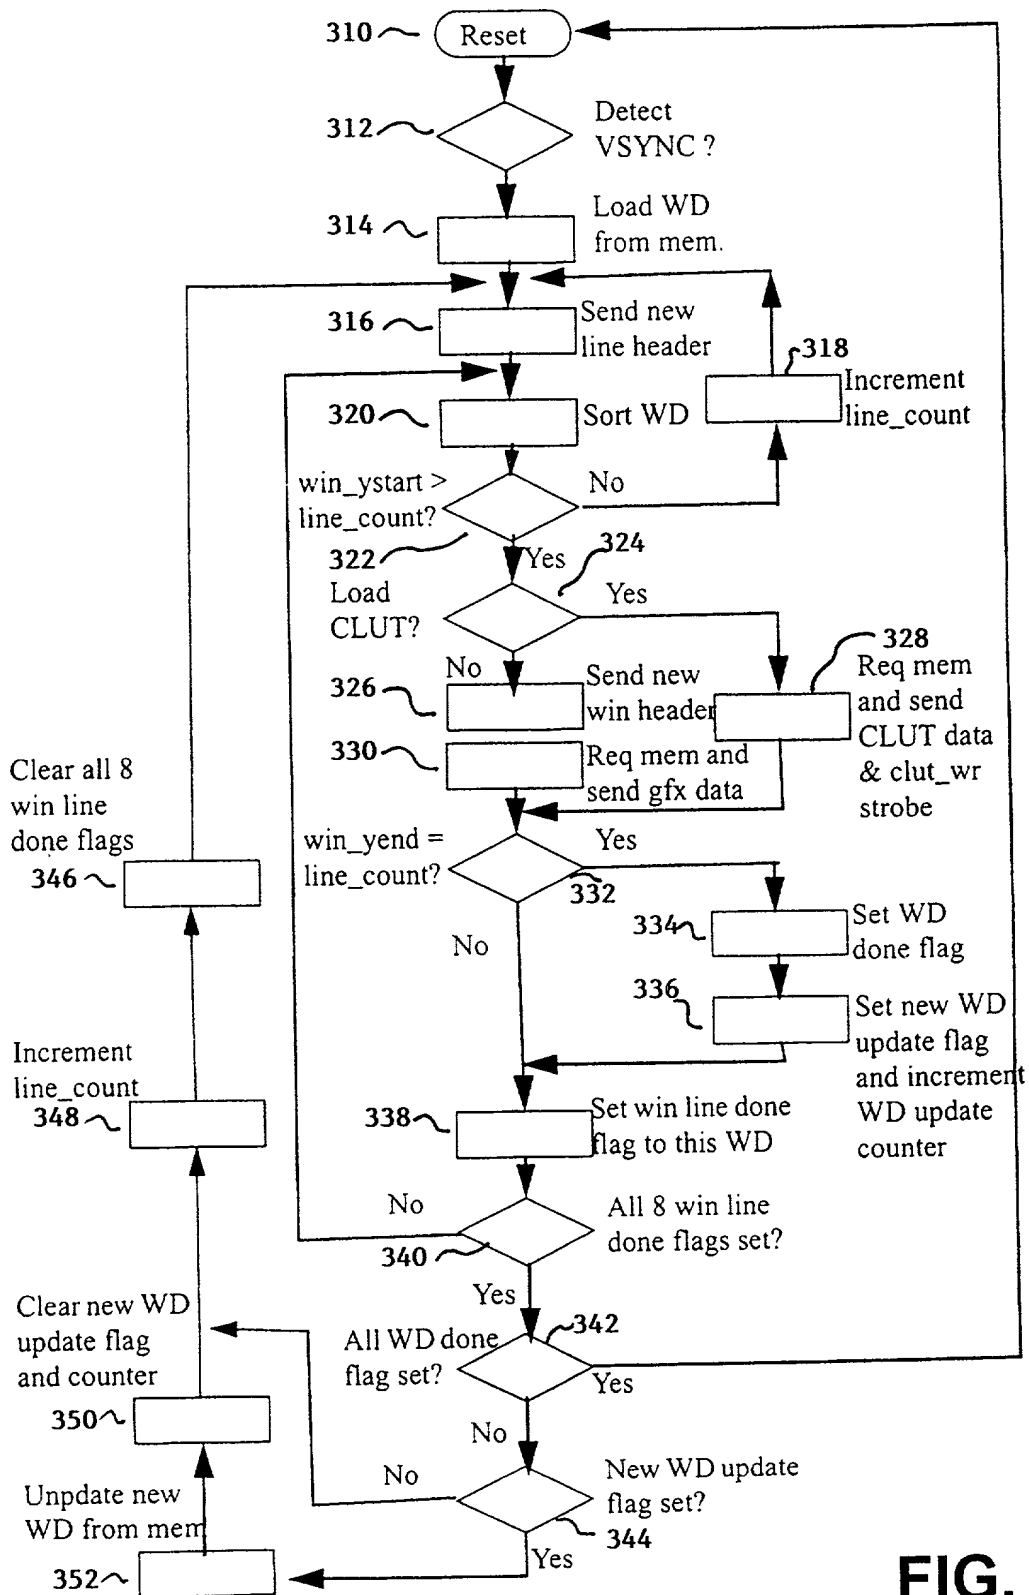 310
Reset
312
Detect
VSYNC ?
314
Load WD
from mem.
316
Send new
line header
318
Increment
line_count
320
Sort WD
win_ystart >
line_count?
No
322
Yes
324
Load
CLUT?
Yes
No
326
Send new
win header
328
Req mem
and send
CLUT data
& clut_wr
strobe
330
Req mem and
send gfx data
Clear all 8
win line
done flags
346
win_yend =
line_count?
Yes
332
No
334
Set WD
done flag
336
Set new WD
update flag
and increment
WD update
counter
Increment
line_count
348
338
Set win line done
flag to this WD
No
340
All 8 win line
done flags set?
Yes
Clear new WD
update flag
and counter
350
342
All WD done
flag set?
Yes
No
No
New WD update
flag set?
344
Yes
Unpdate new
WD from mem
352
FIG.